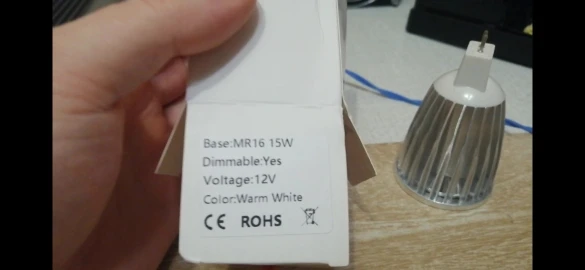 Base:MR16 15W
Dimmable:Yes
Voltage:12V
Color:Warm White
CE ROHS